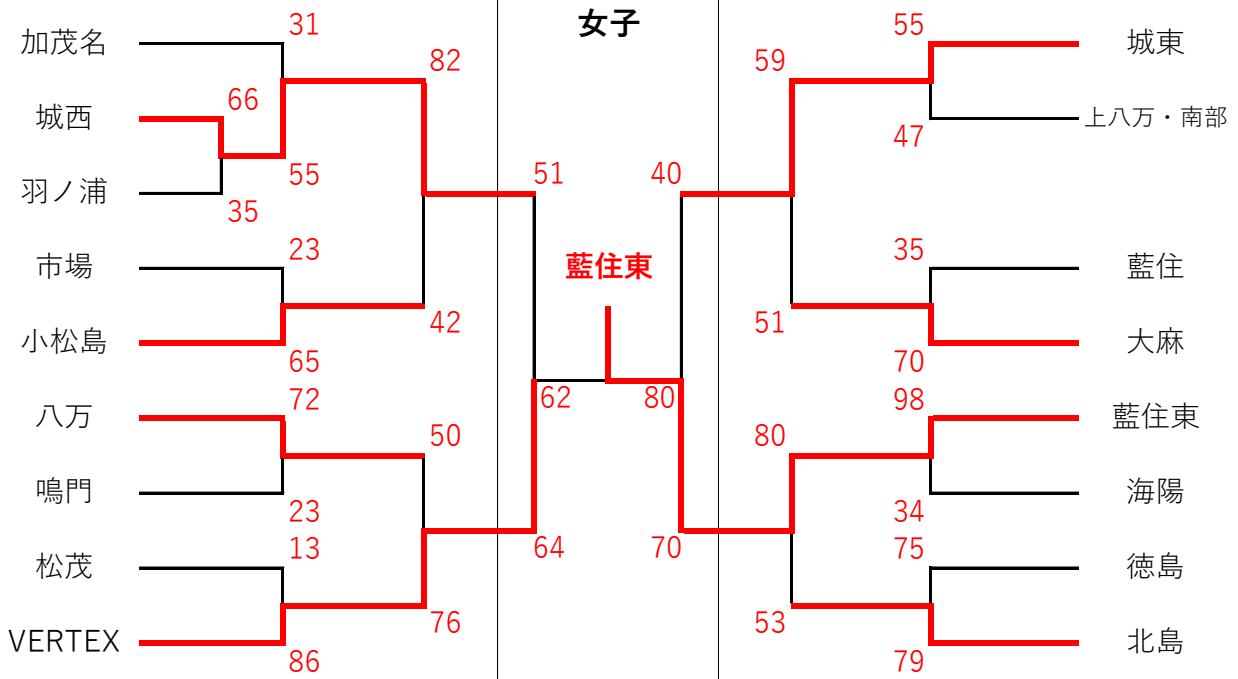 女子
加茂名
31
82
城西
66
55
羽ノ浦
35
市場
23
42
小松島
65
八万
72
50
鳴門
23
松茂
13
76
VERTEX
86
51
64
62
藍住東
80
40
70
59
51
80
53
55
城東
47
上八万・南部
35
藍住
70
大麻
98
藍住東
34
海陽
75
徳島
79
北島